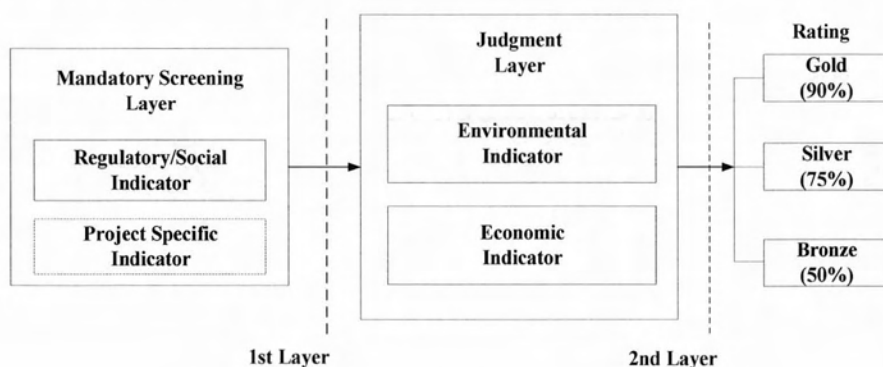 Mandatory Screening
Layer
Regulatory/Social
Indicator
Project Specific
Indicator
1st Layer
Judgment
Layer
Environmental
Indicator
Economic
Indicator
2nd Layer
Rating
Gold
(90%)
Silver
(75%)
Bronze
(50%)